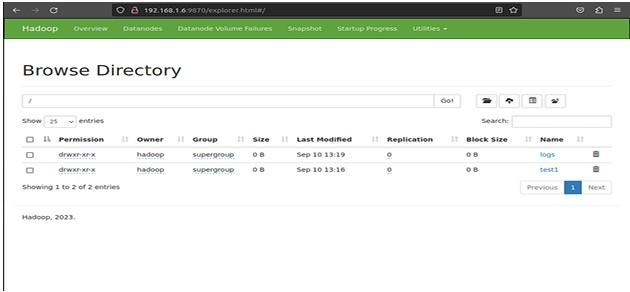 192.168.1.6:9870/explorer.html#/
Hadoop Overview Datanodes Datanode Volume Failures Snapshot Startup Progress Utilities
Browse Directory
/ Go!
Show 25 entries Search:
Permission Owner Group Size Last Modified Replication Block Size Name
drwxr-xr-x hadoop supergroup 0 B Sep 10 13:19 0 0 B logs
drwxr-xr-x hadoop supergroup 0 B Sep 10 13:16 0 0 B test1
Showing 1 to 2 of 2 entries Previous 1 Next
Hadoop, 2023.